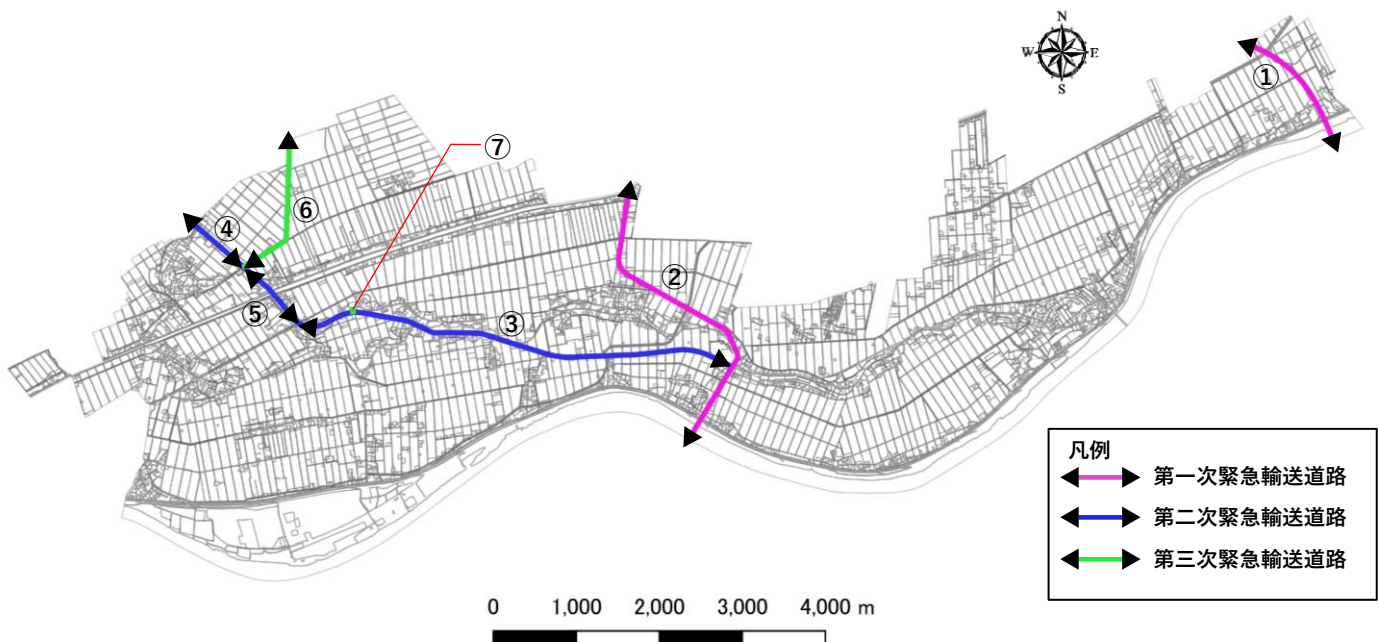 N
W E
S
①
⑦
⑥
④
②
⑤
③
凡例
第一次緊急輸送道路
第二次緊急輸送道路
第三次緊急輸送道路
0 1,000 2,000 3,000 4,000 m